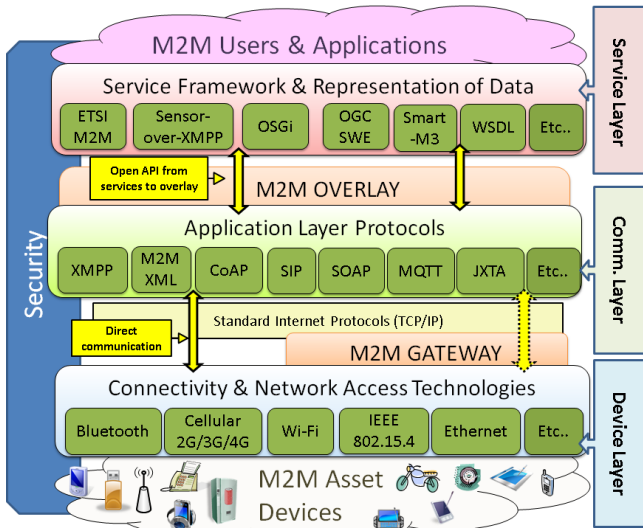 M2M Users & Applications
Service Framework & Representation of Data
ETSI
M2M
Sensor-
over-XMPP
OSGi
OGC
SWE
Smart
-M3
WSDL
Etc..
Open API from
services to overlay
M2M OVERLAY
Application Layer Protocols
XMPP
M2M
XML
CoAP
SIP
SOAP
MQTT
JXTA
Etc..
Standard Internet Protocols (TCP/IP)
Direct
communication
M2M GATEWAY
Connectivity & Network Access Technologies
Bluetooth
Cellular
2G/3G/4G
Wi-Fi
IEEE
802.15.4
Ethernet
Etc..
M2M Asset
Devices
Security
Service Layer
Comm. Layer
Device Layer